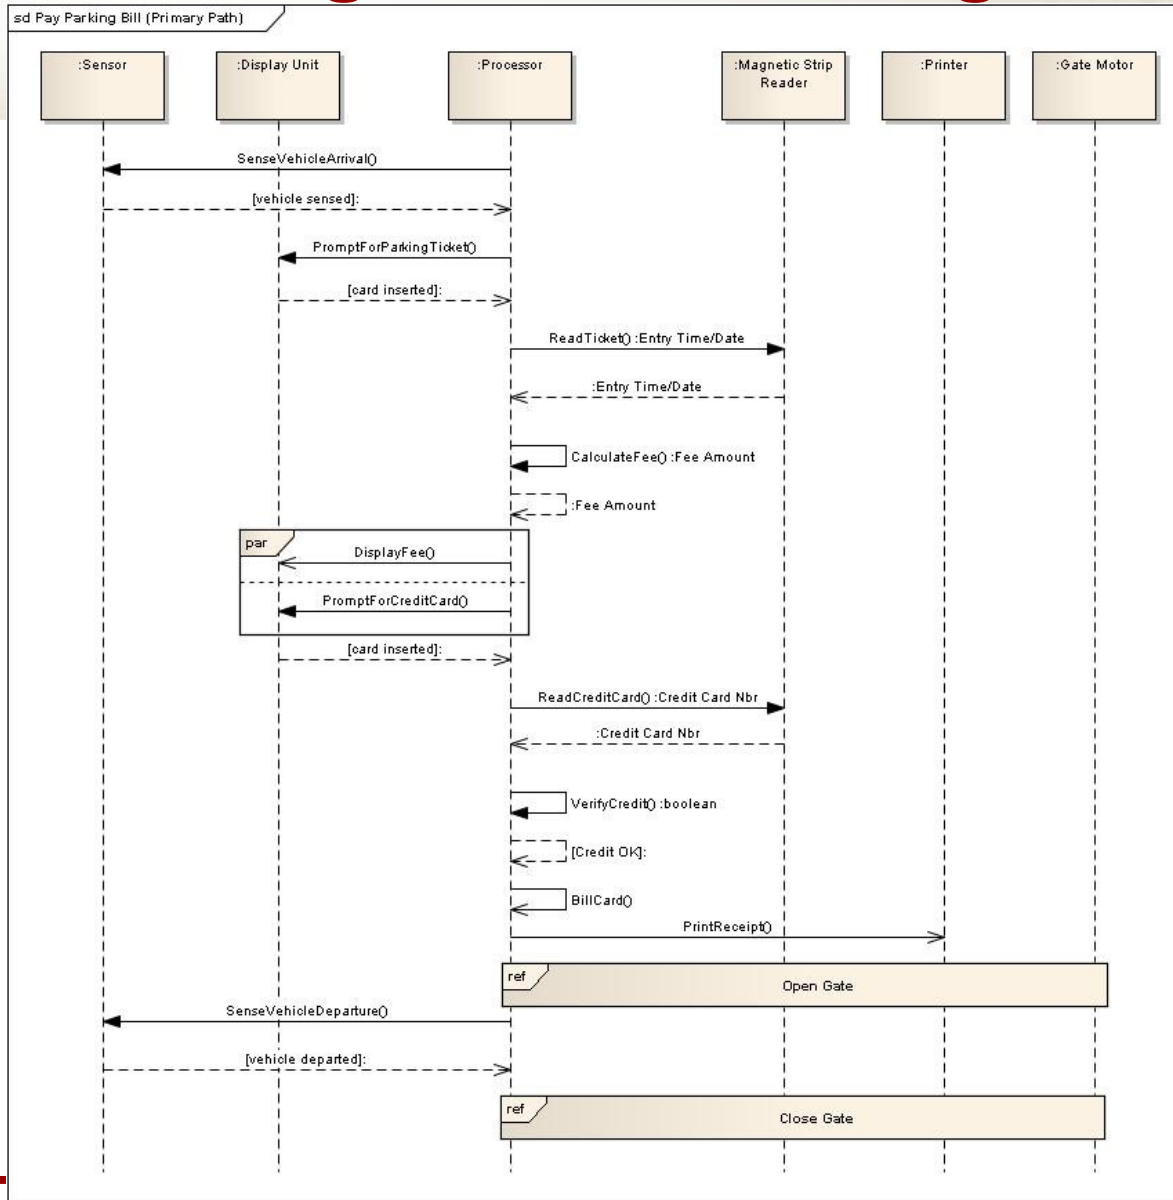 sd Pay Parking Bill (Primary Path)
:Sensor
:Display Unit
:Processor
:Magnetic Strip
Reader
:Printer
:Gate Motor
SenseVehicleArrival()
[vehicle sensed]:
PromptForParkingTicket()
[card inserted]:
ReadTicket() :Entry Time/Date
:Entry Time/Date
CalculateFee() :Fee Amount
:Fee Amount
par
DisplayFee()
PromptForCreditCard()
[card inserted]:
ReadCreditCard() :Credit Card Nbr
:Credit Card Nbr
VerifyCredit() :boolean
[Credit OK]:
BillCard()
PrintReceipt()
ref
Open Gate
SenseVehicleDeparture()
[vehicle departed]:
ref
Close Gate